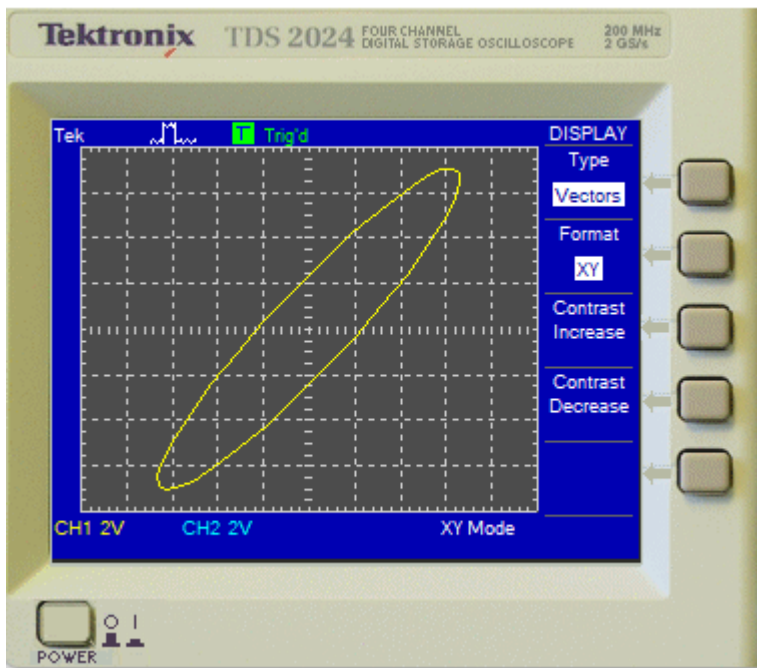 Tektronix TDS 2024 FOUR CHANNEL DIGITAL STORAGE OSCILLOSCOPE 200 MHz 2 GS/s
Tek T Trig'd DISPLAY
Type
Vectors
Format
XY
Contrast
Increase
Contrast
Decrease
CH1 2V CH2 2V XY Mode
POWER